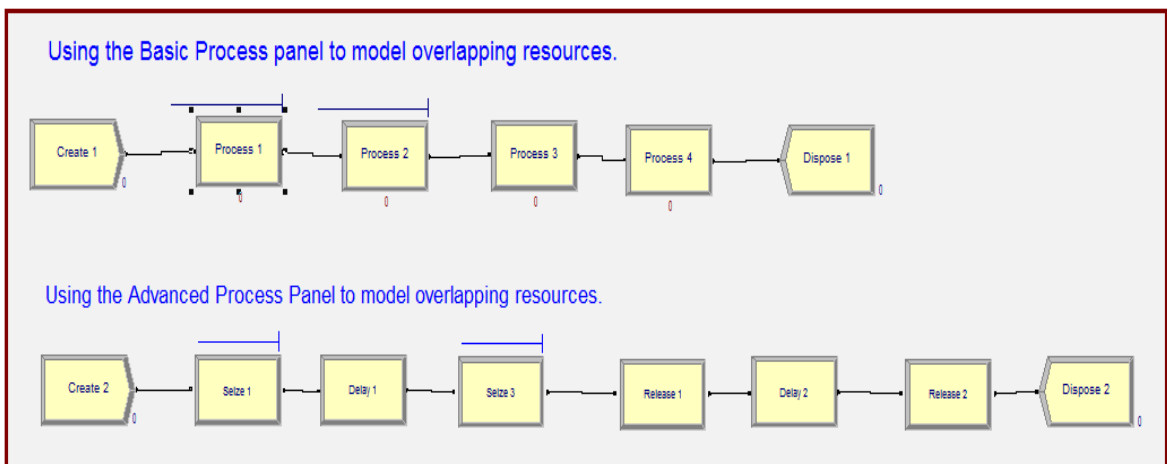 Using the Basic Process panel to model overlapping resources.
Create 1
0
Process 1
0
Process 2
0
Process 3
0
Process 4
0
Dispose 1
0
Using the Advanced Process Panel to model overlapping resources.
Create 2
0
Seize 1
Delay 1
Seize 3
Release 1
Delay 2
Release 2
Dispose 2
0